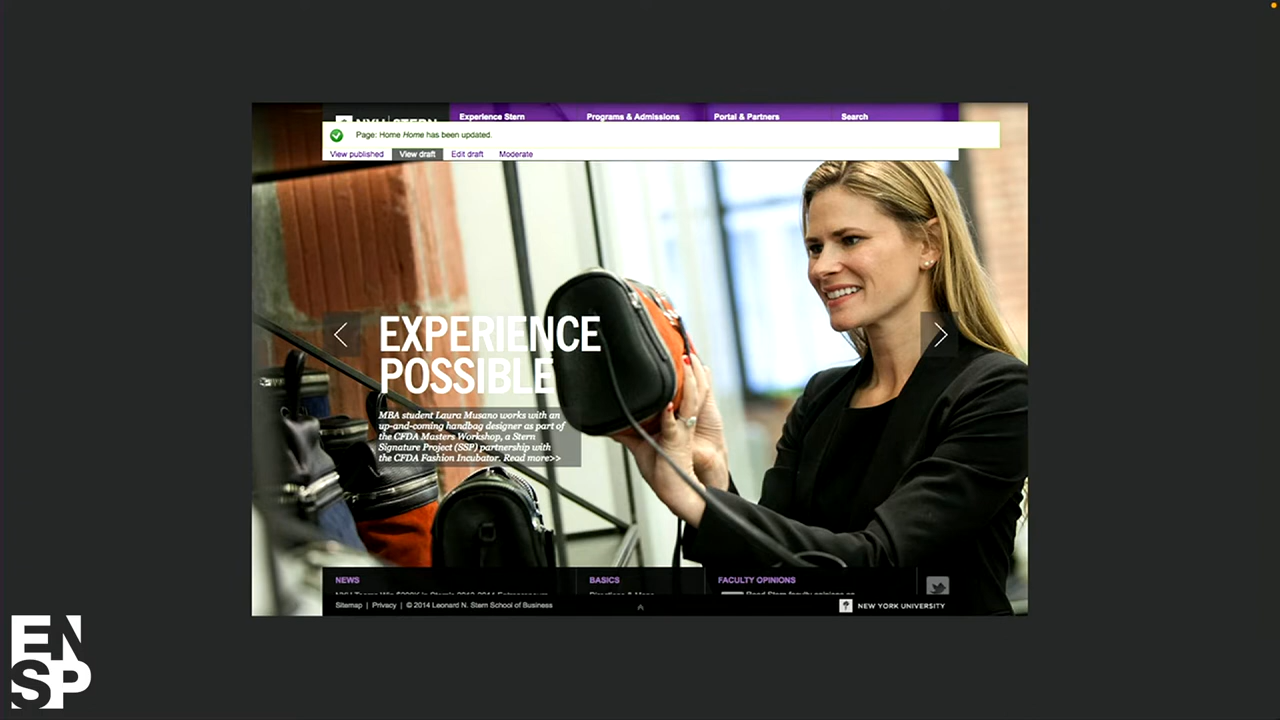 NYU STERN
Experience Stern
Programs & Admissions
Portal & Partners
Search
Page: Home Home has been updated.
View published
View draft
Edit draft
Moderate
EXPERIENCE
POSSIBLE
MBA student Laura Musano works with an
up-and-coming handbag designer as part of
the CFDA Masters Workshop, a Stern
Signature Project (SSP) partnership with
the CFDA Fashion Incubator. Read more>>
NEWS
BASICS
FACULTY OPINIONS
Sitemap | Privacy | © 2014 Leonard N. Stern School of Business
NEW YORK UNIVERSITY
EN
SP